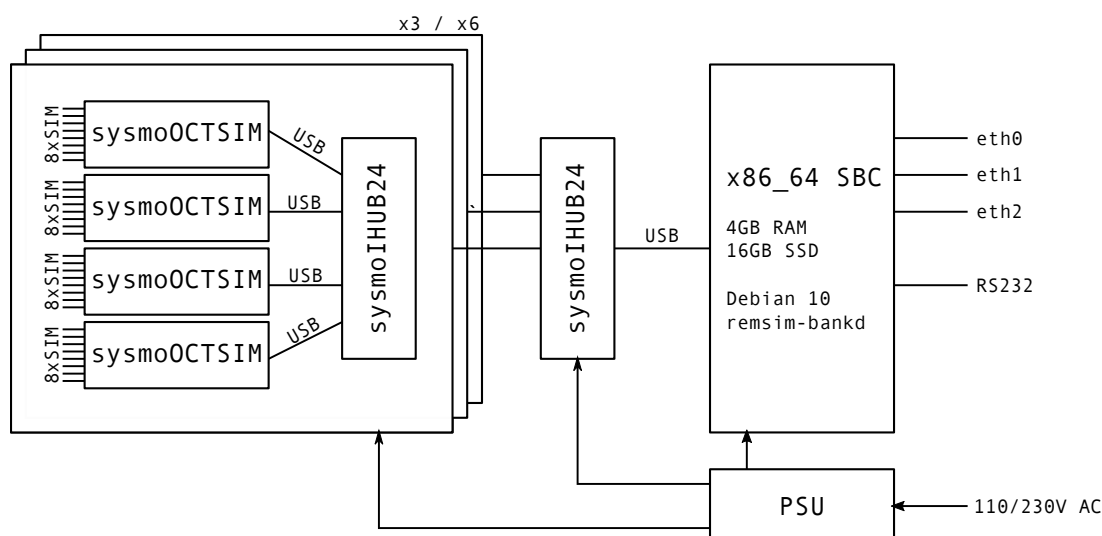 x3 / x6
8xSIM
sysmoOCTSIM
USB
8xSIM
sysmoOCTSIM
USB
8xSIM
sysmoOCTSIM
USB
8xSIM
sysmoOCTSIM
USB
sysmoIHUB24
`
sysmoIHUB24
USB
x86_64 SBC
4GB RAM
16GB SSD
Debian 10
remsim-bankd
eth0
eth1
eth2
RS232
PSU
110/230V AC